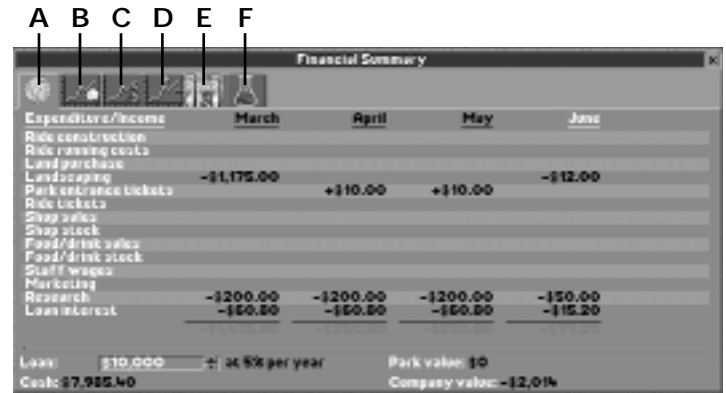 A B C D E F
Financial Summary x
Expenditure/Income March April May June
Ride construction
Ride running costs
Land purchase
Landscaping -$1,175.00 -$12.00
Park entrance tickets +$10.00 +$10.00
Ride tickets
Shop sales
Shop stock
Food/drink sales
Food/drink stock
Staff wages
Marketing
Research -$200.00 -$200.00 -$200.00 -$50.00
Loan interest -$60.80 -$60.80 -$60.80 -$15.20
Loan: $10,000 at 5% per year Park value: $0
Cash: $7,985.40 Company value: -$2,014